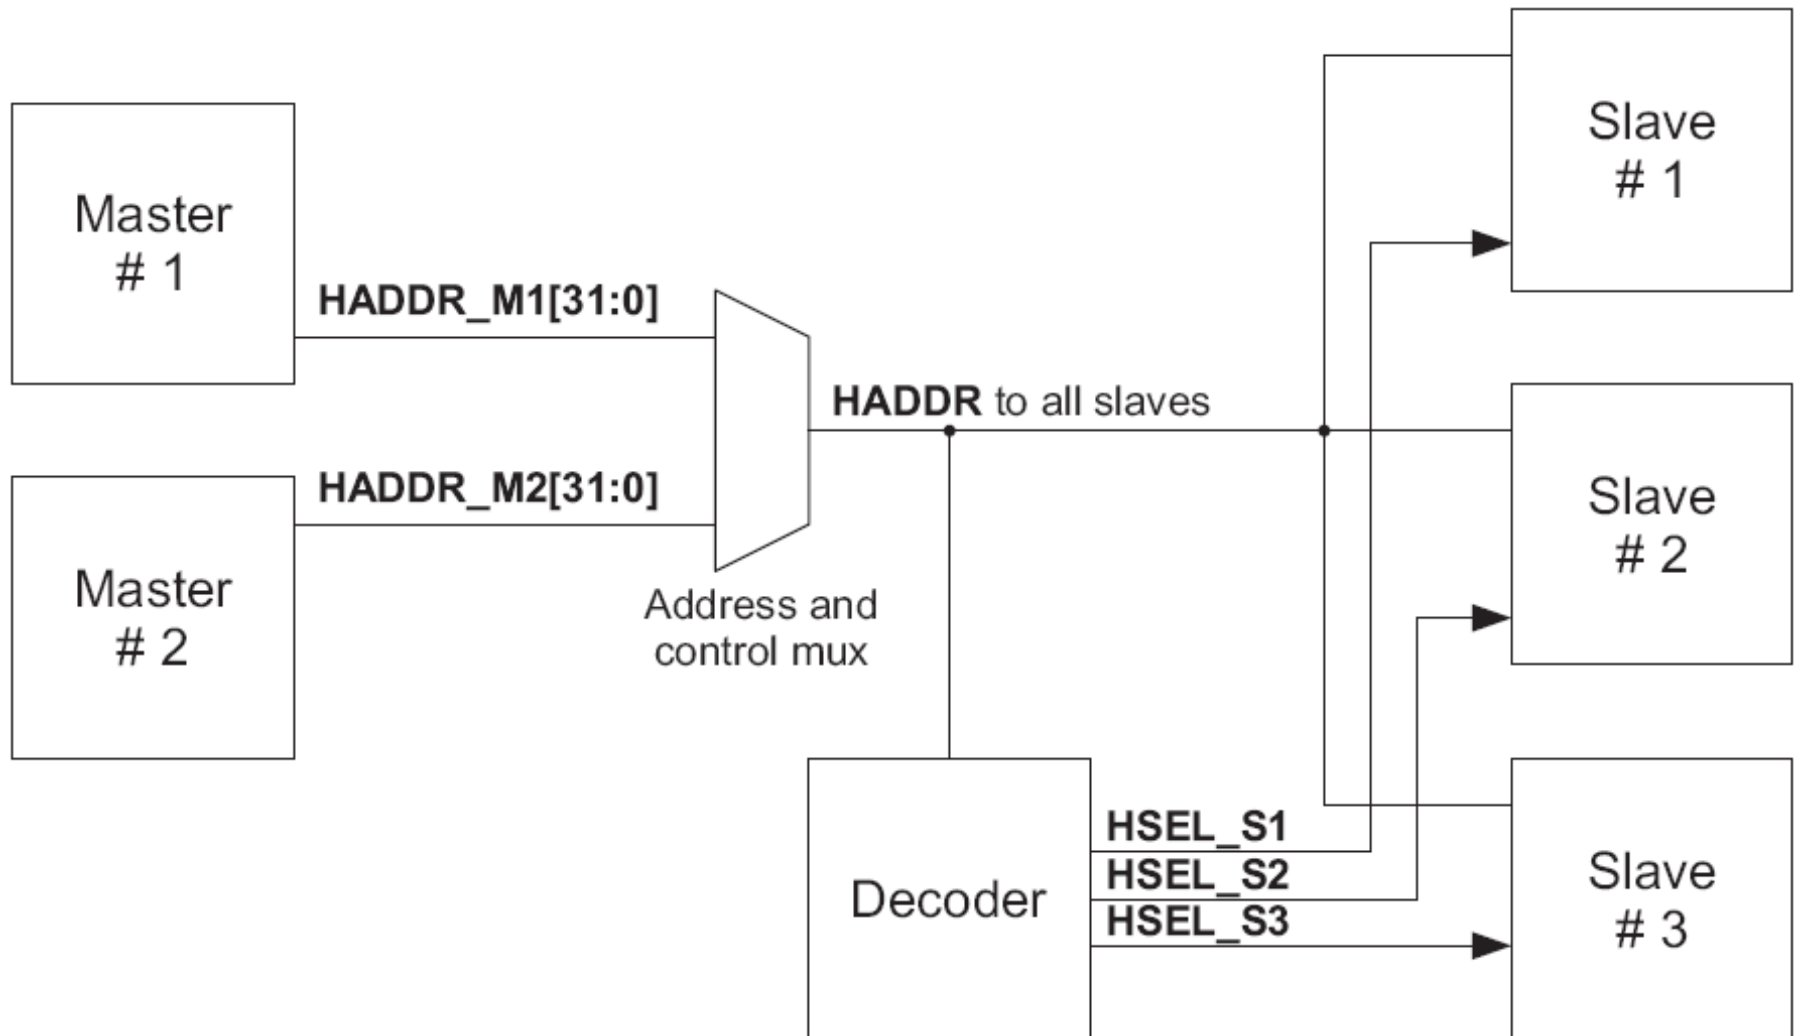 Master
# 1
HADDR_M1[31:0]
Master
# 2
HADDR_M2[31:0]
Address and
control mux
HADDR to all slaves
Decoder
HSEL_S1
HSEL_S2
HSEL_S3
Slave
# 1
Slave
# 2
Slave
# 3